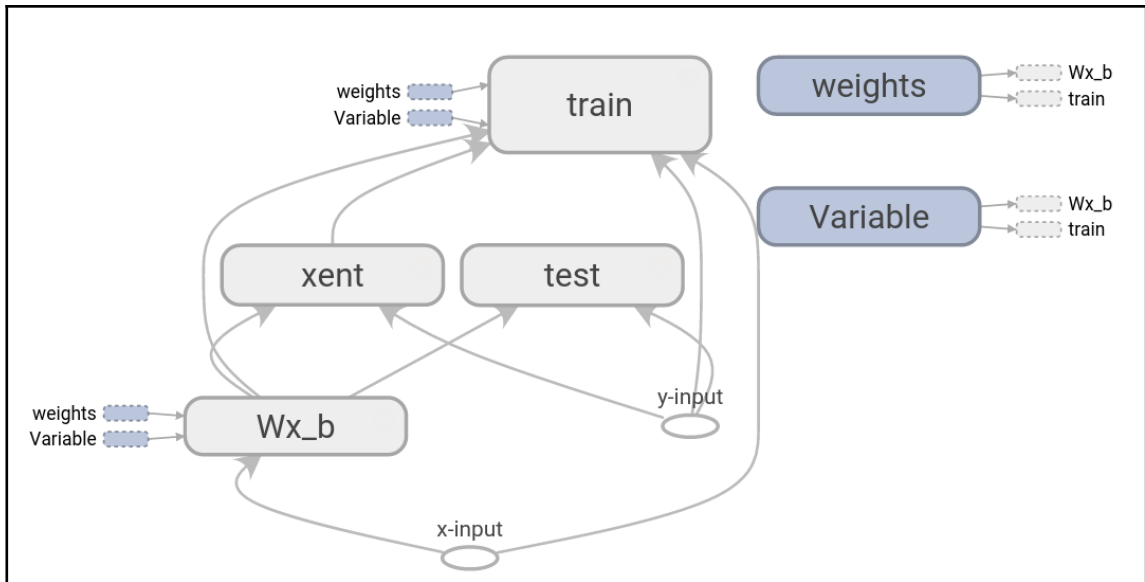 weights
Variable
train
weights
Wx_b
train
Variable
Wx_b
train
xent
test
y-input
weights
Variable
Wx_b
x-input